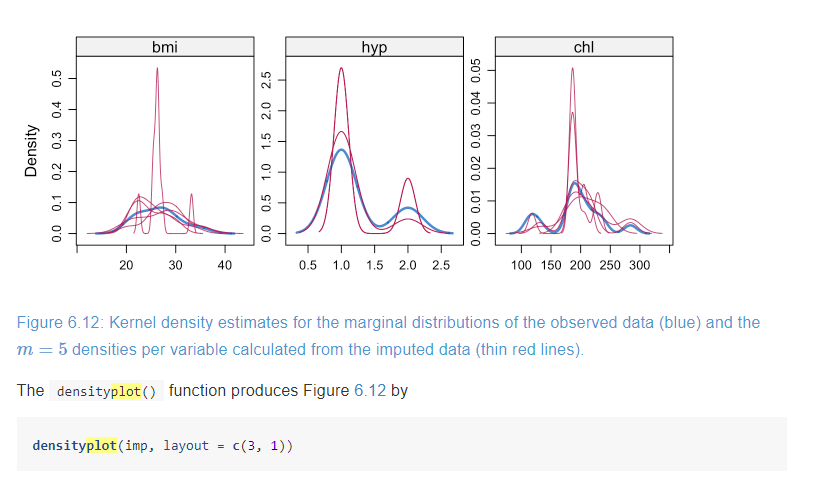 bmi hyp chl
Density
0.0 0.1 0.2 0.3 0.4 0.5
0.0 0.5 1.0 1.5 2.0 2.5
0.00 0.01 0.02 0.03 0.04 0.05
20 30 40 0.5 1.0 1.5 2.0 2.5 100 150 200 250 300
Figure 6.12: Kernel density estimates for the marginal distributions of the observed data (blue) and the
m = 5 densities per variable calculated from the imputed data (thin red lines).
The densityplot() function produces Figure 6.12 by
densityplot(imp, layout = c(3, 1))